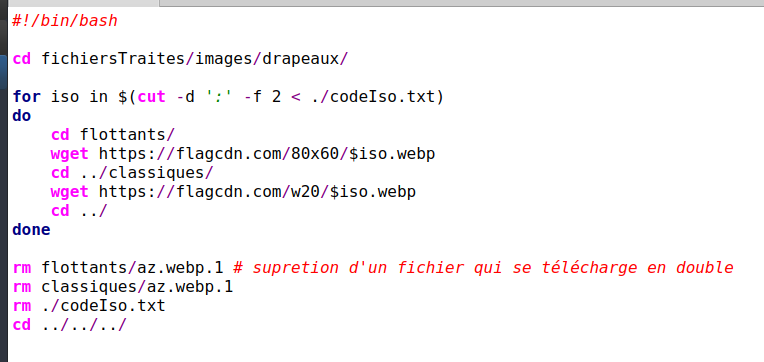 #!/bin/bash
cd fichiersTraites/images/drapeaux/
for iso in $(cut -d ':' -f 2 < ./codeIso.txt)
do
cd flottants/
wget https://flagcdn.com/80x60/$iso.webp
cd ../classiques/
wget https://flagcdn.com/w20/$iso.webp
cd ../
done
rm flottants/az.webp.1 # supretion d'un fichier qui se télécharge en double
rm classiques/az.webp.1
rm ./codeIso.txt
cd ../../../